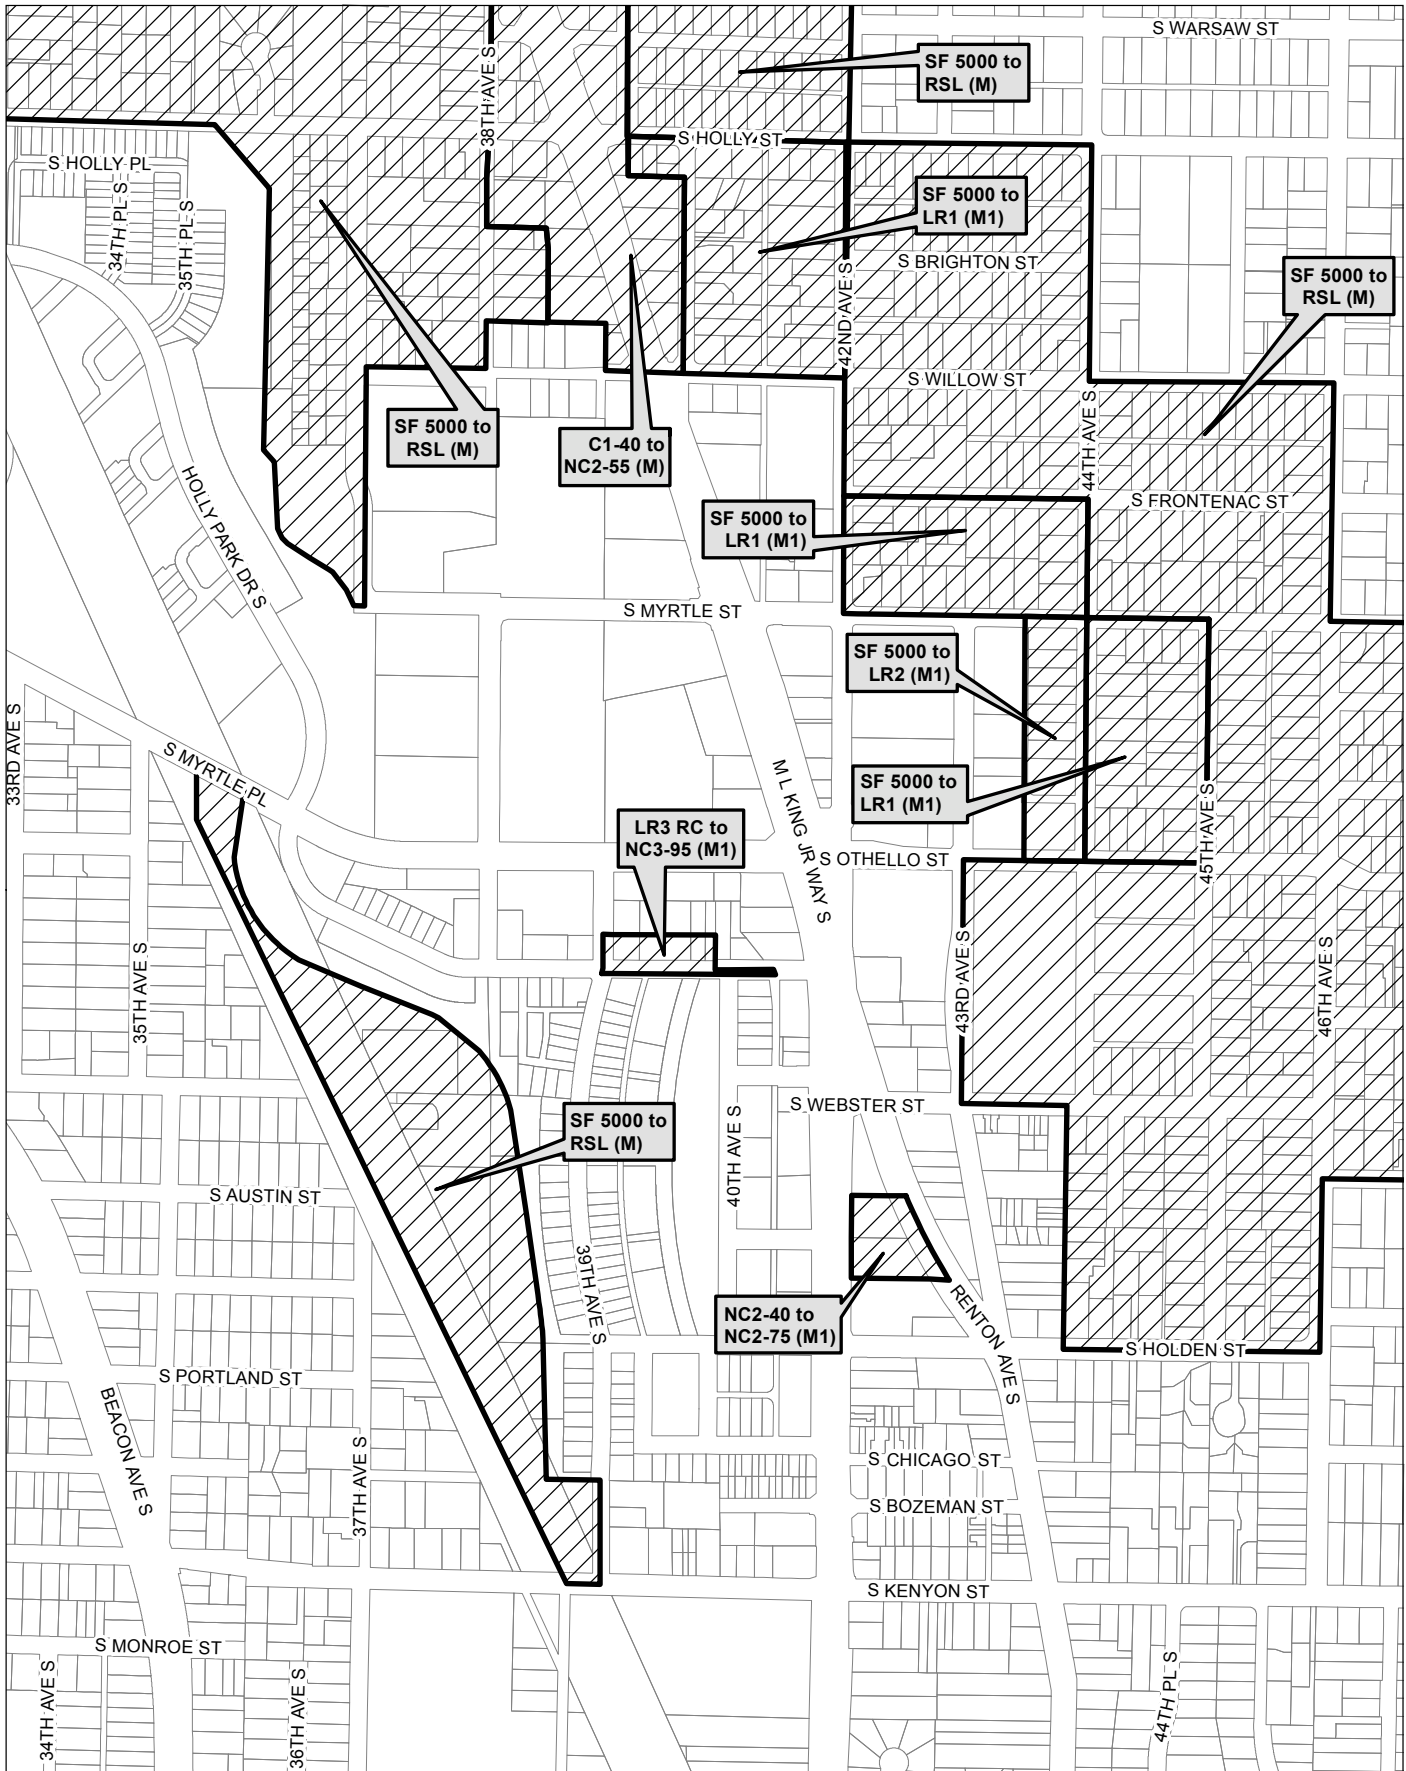 S WARSAW ST
SF 5000 to
RSL (M)
38TH AVE S
S HOLLY ST
S HOLLY PL
34TH PL S
35TH PL S
SF 5000 to
LR1 (M1)
S BRIGHTON ST
SF 5000 to
RSL (M)
42ND AVE S
S WILLOW ST
44TH AVE S
SF 5000 to
RSL (M)
C1-40 to
NC2-55 (M)
S FRONTENAC ST
SF 5000 to
LR1 (M1)
HOLLY PARK DR S
S MYRTLE ST
SF 5000 to
LR2 (M1)
33RD AVE S
S MYRTLE PL
M L KING JR WAY S
SF 5000 to
LR1 (M1)
45TH AVE S
LR3 RC to
NC3-95 (M1)
S OTHELLO ST
35TH AVE S
43RD AVE S
46TH AVE S
S WEBSTER ST
SF 5000 to
RSL (M)
40TH AVE S
S AUSTIN ST
39TH AVE S
NC2-40 to
NC2-75 (M1)
RENTON AVE S
S HOLDEN ST
S PORTLAND ST
BEACON AVE S
37TH AVE S
S CHICAGO ST
S BOZEMAN ST
S KENYON ST
S MONROE ST
34TH AVE S
36TH AVE S
44TH PL S